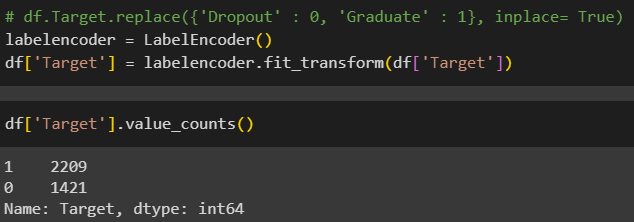 # df.Target.replace({'Dropout' : 0, 'Graduate' : 1}, inplace= True)
labelencoder = LabelEncoder()
df['Target'] = labelencoder.fit_transform(df['Target'])
df['Target'].value_counts()
1    2209
0    1421
Name: Target, dtype: int64